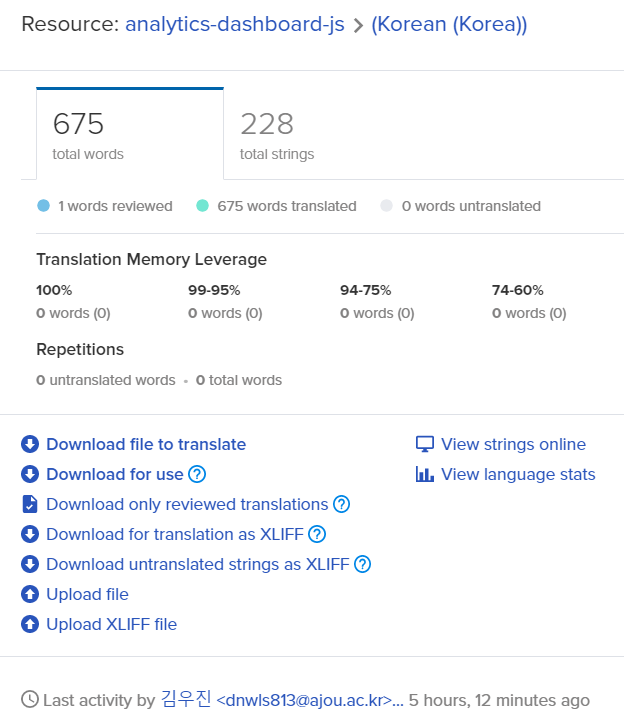 Resource: analytics-dashboard-js > (Korean (Korea))
675 228
total words total strings
1 words reviewed 675 words translated 0 words untranslated
Translation Memory Leverage
100% 99-95% 94-75% 74-60%
0 words (0) 0 words (0) 0 words (0) 0 words (0)
Repetitions
0 untranslated words • 0 total words
Download file to translate View strings online
Download for use ? View language stats
Download only reviewed translations ?
Download for translation as XLIFF ?
Download untranslated strings as XLIFF ?
Upload file
Upload XLIFF file
Last activity by 김우진 <dnwls813@ajou.ac.kr>... 5 hours, 12 minutes ago